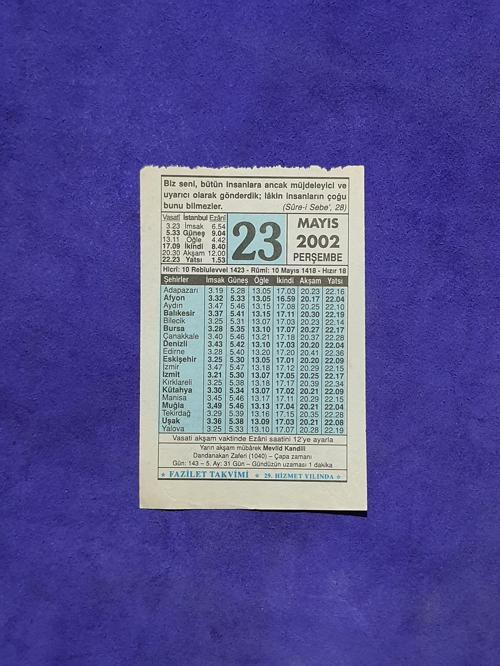 Biz seni, bütün insanlara ancak müjdeleyici ve
uyarıcı olarak gönderdik; lâkin insanların çoğu
bunu bilmezler. (Sûre-i Sebe', 28)
Vasatî İstanbul Ezânî
3.23 İmsak 6.54
5.33 Güneş 9.04
13.11 Öğle 4.42
17.09 İkindi 8.40
20.30 Akşam 12.00
22.23 Yatsı 1.53
23
MAYIS
2002
PERŞEMBE
Hicrî: 10 Rebîulevvel 1423 - Rûmî: 10 Mayıs 1418 - Hızır 18
Şehirler İmsak Güneş Öğle İkindi Akşam Yatsı
Adapazarı 3.19 5.28 13.05 17.03 20.23 22.16
Afyon 3.32 5.33 13.05 16.59 20.17 22.04
Aydın 3.47 5.46 13.15 17.08 20.25 22.10
Balıkesir 3.37 5.41 13.15 17.11 20.30 22.19
Bilecik 3.25 5.31 13.07 17.03 20.23 22.14
Bursa 3.28 5.35 13.10 17.07 20.27 22.17
Çanakkale 3.40 5.46 13.21 17.18 20.37 22.28
Denizli 3.43 5.42 13.10 17.03 20.20 22.04
Edirne 3.28 5.40 13.20 17.20 20.41 22.36
Eskişehir 3.25 5.30 13.05 17.01 20.20 22.09
İzmir 3.47 5.47 13.18 17.12 20.29 22.15
İzmit 3.21 5.30 13.07 17.05 20.25 22.17
Kırklareli 3.25 5.38 13.18 17.17 20.39 22.34
Kütahya 3.30 5.34 13.07 17.02 20.21 22.09
Manisa 3.45 5.46 13.17 17.11 20.29 22.15
Muğla 3.49 5.46 13.13 17.04 20.21 22.04
Tekirdağ 3.29 5.39 13.16 17.15 20.35 22.28
Uşak 3.36 5.38 13.09 17.03 20.21 22.08
Yalova 3.25 5.33 13.10 17.07 20.28 22.19
Vasati akşam vaktinde Ezâni saatini 12'ye ayarla
Yarın akşam mübârek Mevlid Kandili
Dandanakan Zaferi (1040) – Çapa zamanı
Gün: 143 – 5. Ay: 31 Gün – Gündüzün uzaması 1 dakika
FAZİLET TAKVİMİ 29. HİZMET YILINDA